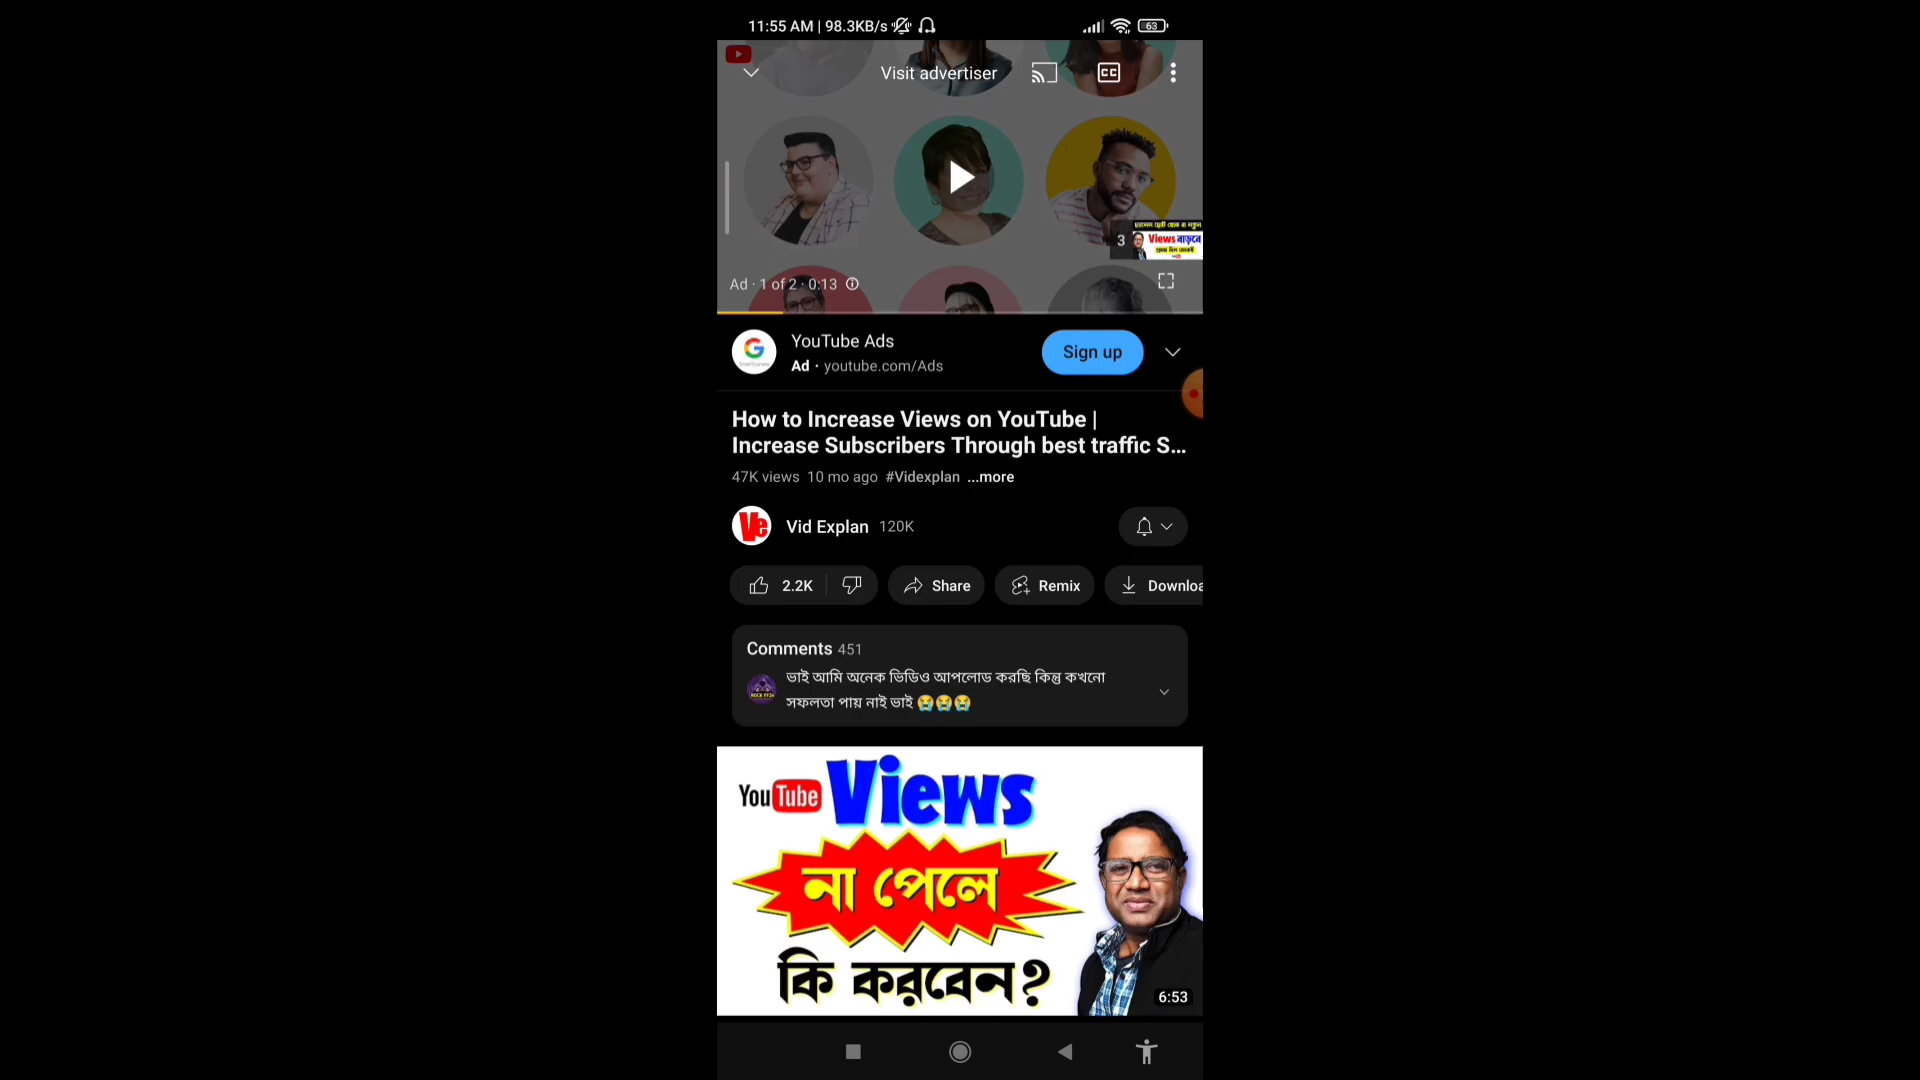 11:55 AM | 98.3KB/s
63
Visit advertiser
CC
3
Views বাড়বে
Ad · 1 of 2 · 0:13
YouTube Ads
Sign up
Ad · youtube.com/Ads
How to Increase Views on YouTube |
Increase Subscribers Through best traffic S...
47K views 10 mo ago #Videxplan ...more
Ve
Vid Explan 120K
2.2K
Share
Remix
Downloa
Comments 451
ভাই আমি অনেক ভিডিও আপলোড করছি কিন্তু কখনো
সফলতা পায় নাই ভাই 😭😭😭
YouTube Views
না পেলে
কি করবেন?
6:53